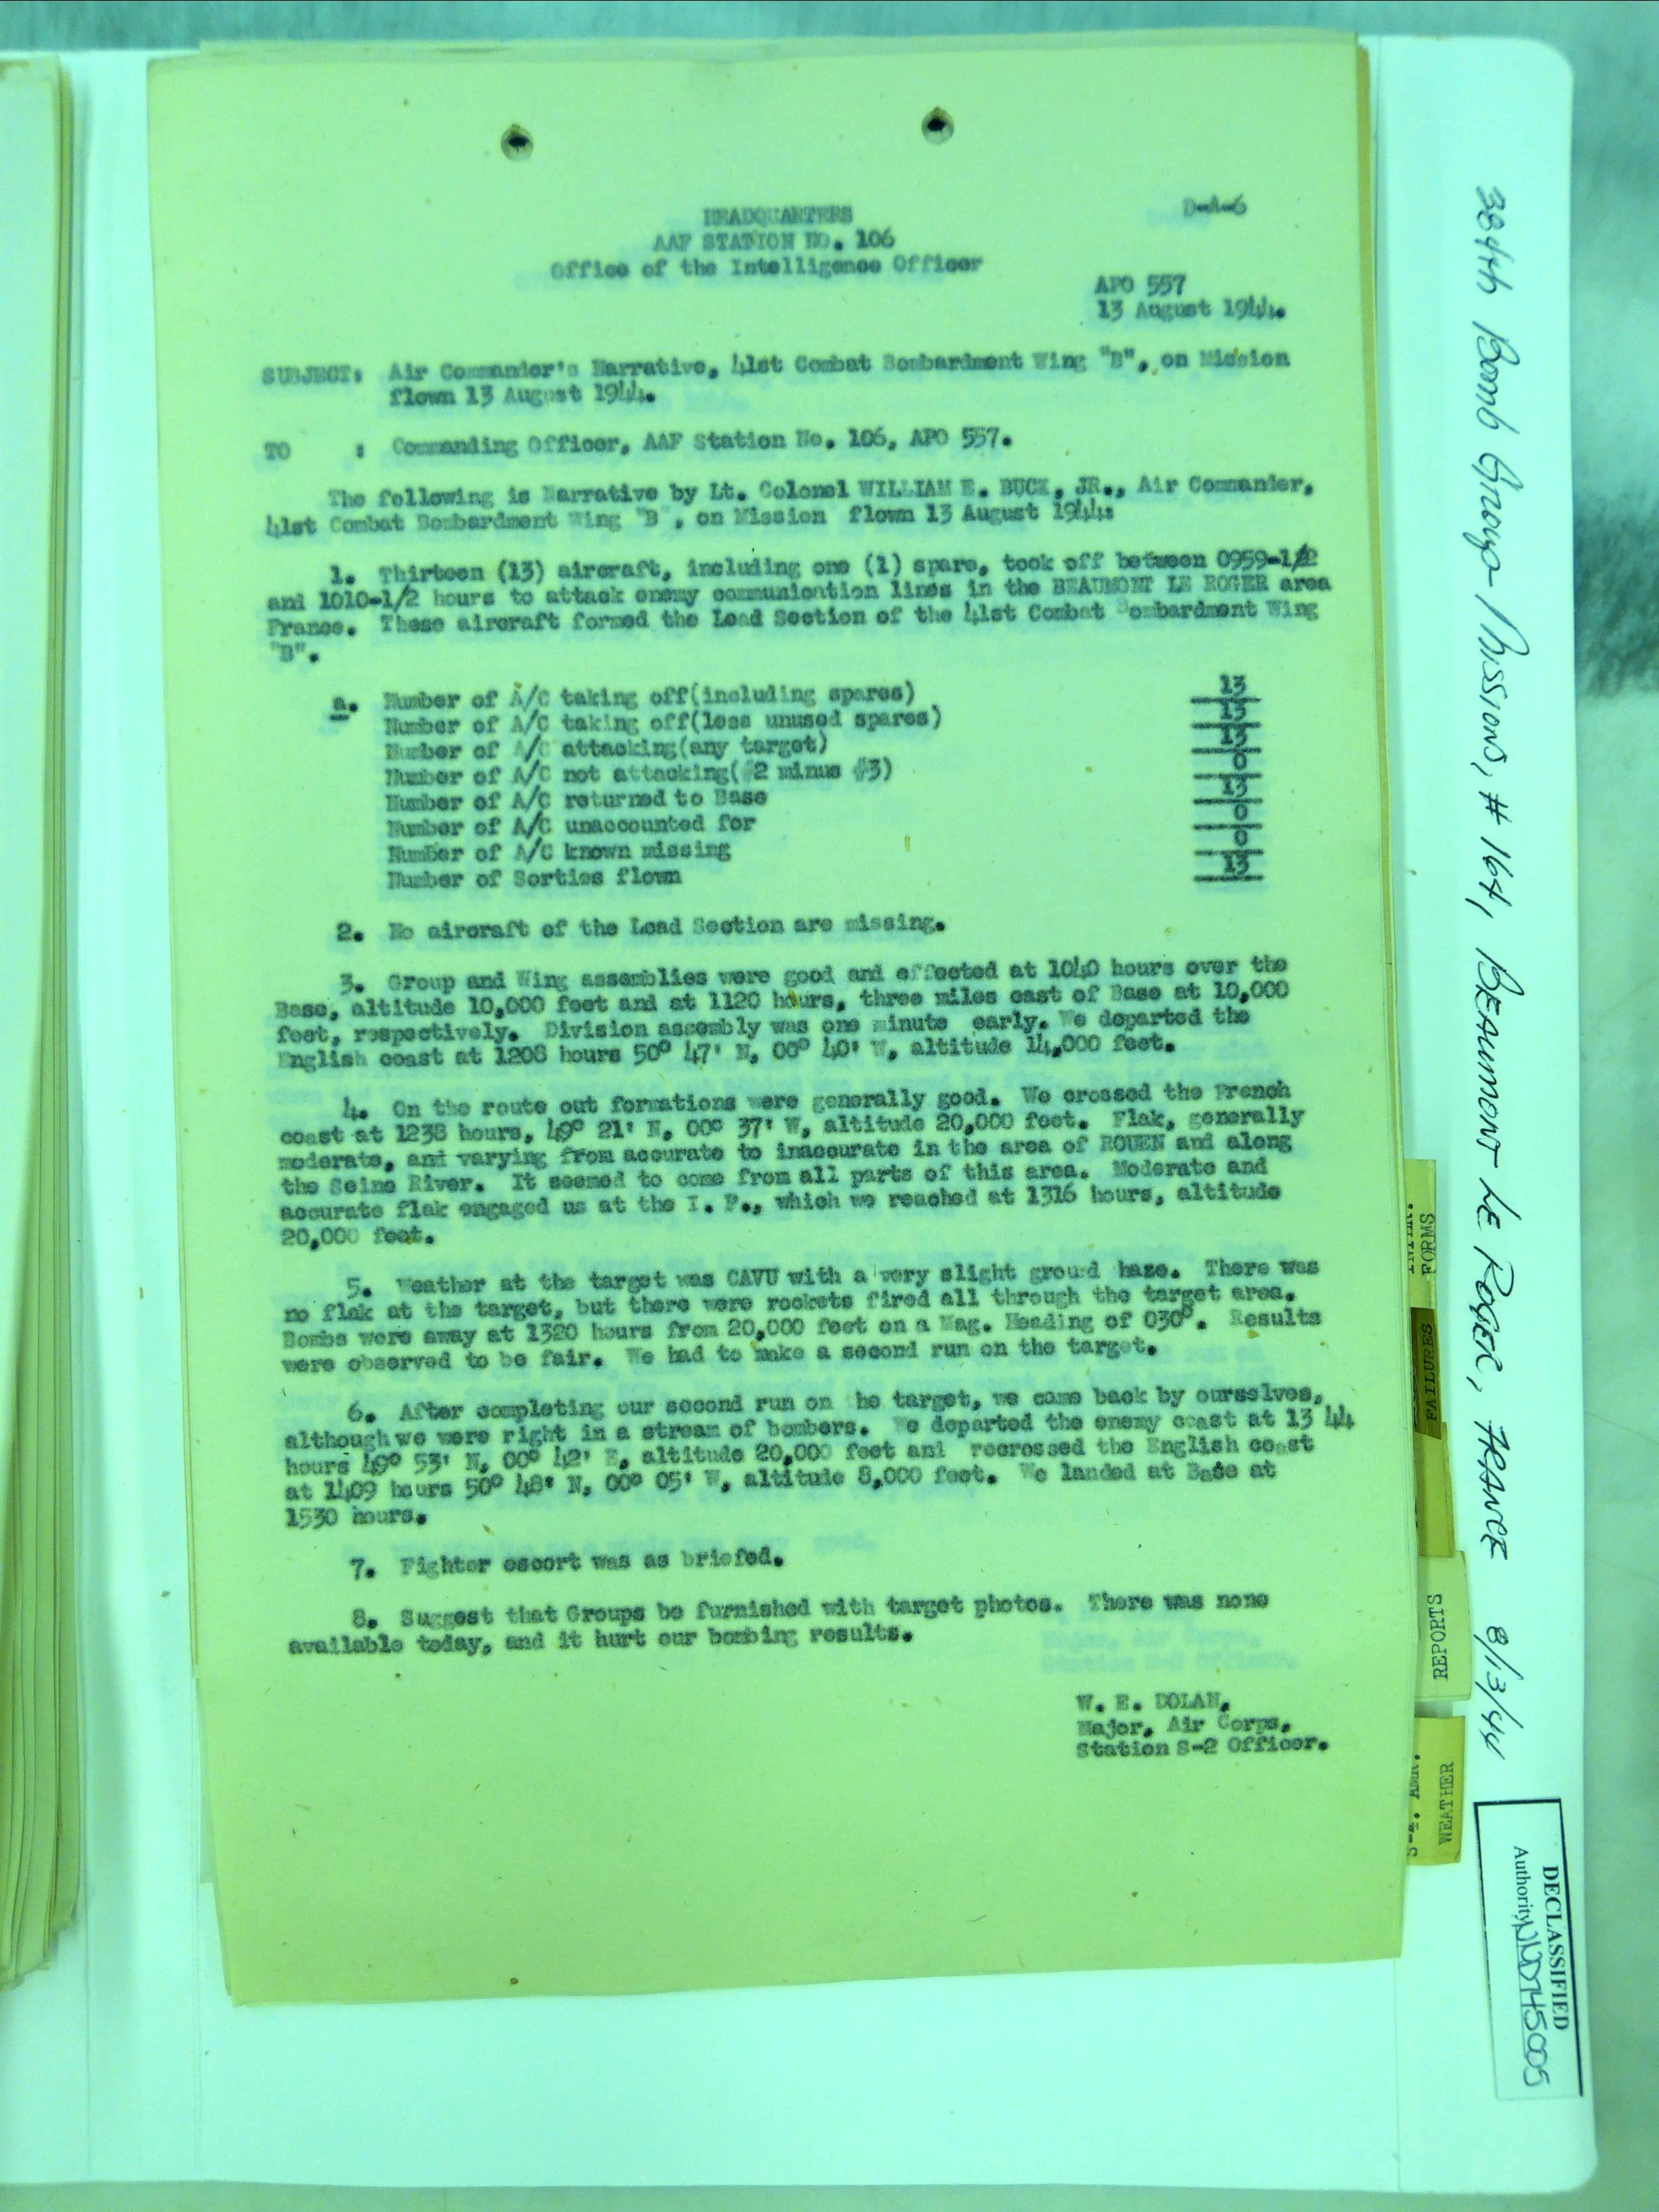 D-A-6
HEADQUARTERS
AAF STATION NO. 106
Office of the Intelligence Officer
APO 557
13 August 1944.
SUBJECT: Air Commander's Narrative, 41st Combat Bombardment Wing "B", on Mission
flown 13 August 1944.
TO : Commanding Officer, AAF Station No. 106, APO 557.
The following is Narrative by Lt. Colonel WILLIAM E. BUCK, JR., Air Commander,
41st Combat Bombardment Wing "B", on Mission flown 13 August 1944:
1. Thirteen (13) aircraft, including one (1) spare, took off between 0959-1/2
and 1010-1/2 hours to attack enemy communication lines in the BEAUMONT LE ROGER area
France. These aircraft formed the Lead Section of the 41st Combat Bombardment Wing
"B".
a. Number of A/C taking off(including spares) 13
Number of A/C taking off(less unused spares) 13
Number of A/C attacking(any target) 13
Number of A/C not attacking(#2 minus #3) 0
Number of A/C returned to Base 13
Number of A/C unaccounted for 0
Number of A/C known missing 0
Number of Sorties flown 13
2. No aircraft of the Lead Section are missing.
3. Group and Wing assemblies were good and effected at 1040 hours over the
Base, altitude 10,000 feet and at 1120 hours, three miles east of Base at 10,000
feet, respectively. Division assembly was one minute early. We departed the
English coast at 1208 hours 50° 47' N, 00° 40' W, altitude 14,000 feet.
4. On the route out formations were generally good. We crossed the French
coast at 1238 hours, 49° 21' N, 00° 37' W, altitude 20,000 feet. Flak, generally
moderate, and varying from accurate to inaccurate in the area of ROUEN and along
the Seine River. It seemed to come from all parts of this area. Moderate and
accurate flak engaged us at the I. P., which we reached at 1316 hours, altitude
20,000 feet.
5. Weather at the target was CAVU with a very slight ground haze. There was
no flak at the target, but there were rockets fired all through the target area.
Bombs were away at 1320 hours from 20,000 feet on a Mag. Heading of 030°. Results
were observed to be fair. We had to make a second run on the target.
6. After completing our second run on he target, we came back by ourselves,
although we were right in a stream of bombers. We departed the enemy coast at 13 44
hours 49° 53' N, 00° 42' E, altitude 20,000 feet and recrossed the English coast
at 1409 hours 50° 48' N, 00° 05' W, altitude 8,000 feet. We landed at Base at
1530 hours.
7. Fighter escort was as briefed.
8. Suggest that Groups be furnished with target photos. There was none
available today, and it hurt our bombing results.
W. E. DOLAN,
Major, Air Corps,
Station S-2 Officer.
384th Bomb Group Missions, # 164, BEAUMONT LE ROGER, FRANCE 8/13/44
FORMS
FAILURES
REPORTS
WEATHER
DECLASSIFIED
Authority NND745005